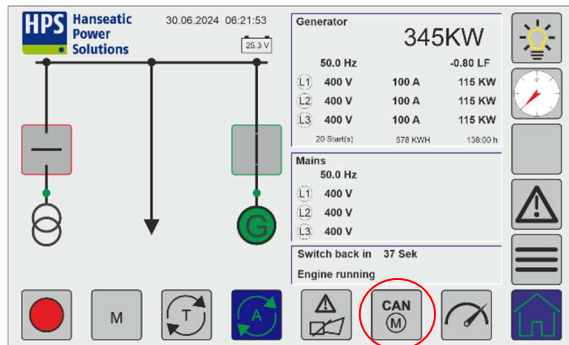 HPS Hanseatic Power Solutions
30.06.2024 06:21:53
25.3 V
Generator
345KW
50.0 Hz -0.80 LF
L1 400 V 100 A 115 KW
L2 400 V 100 A 115 KW
L3 400 V 100 A 115 KW
20 Start(s) 578 KWH 138:00 h
Mains
50.0 Hz
L1 400 V
L2 400 V
L3 400 V
Switch back in 37 Sek
Engine running
G
M
T
A
CAN
M